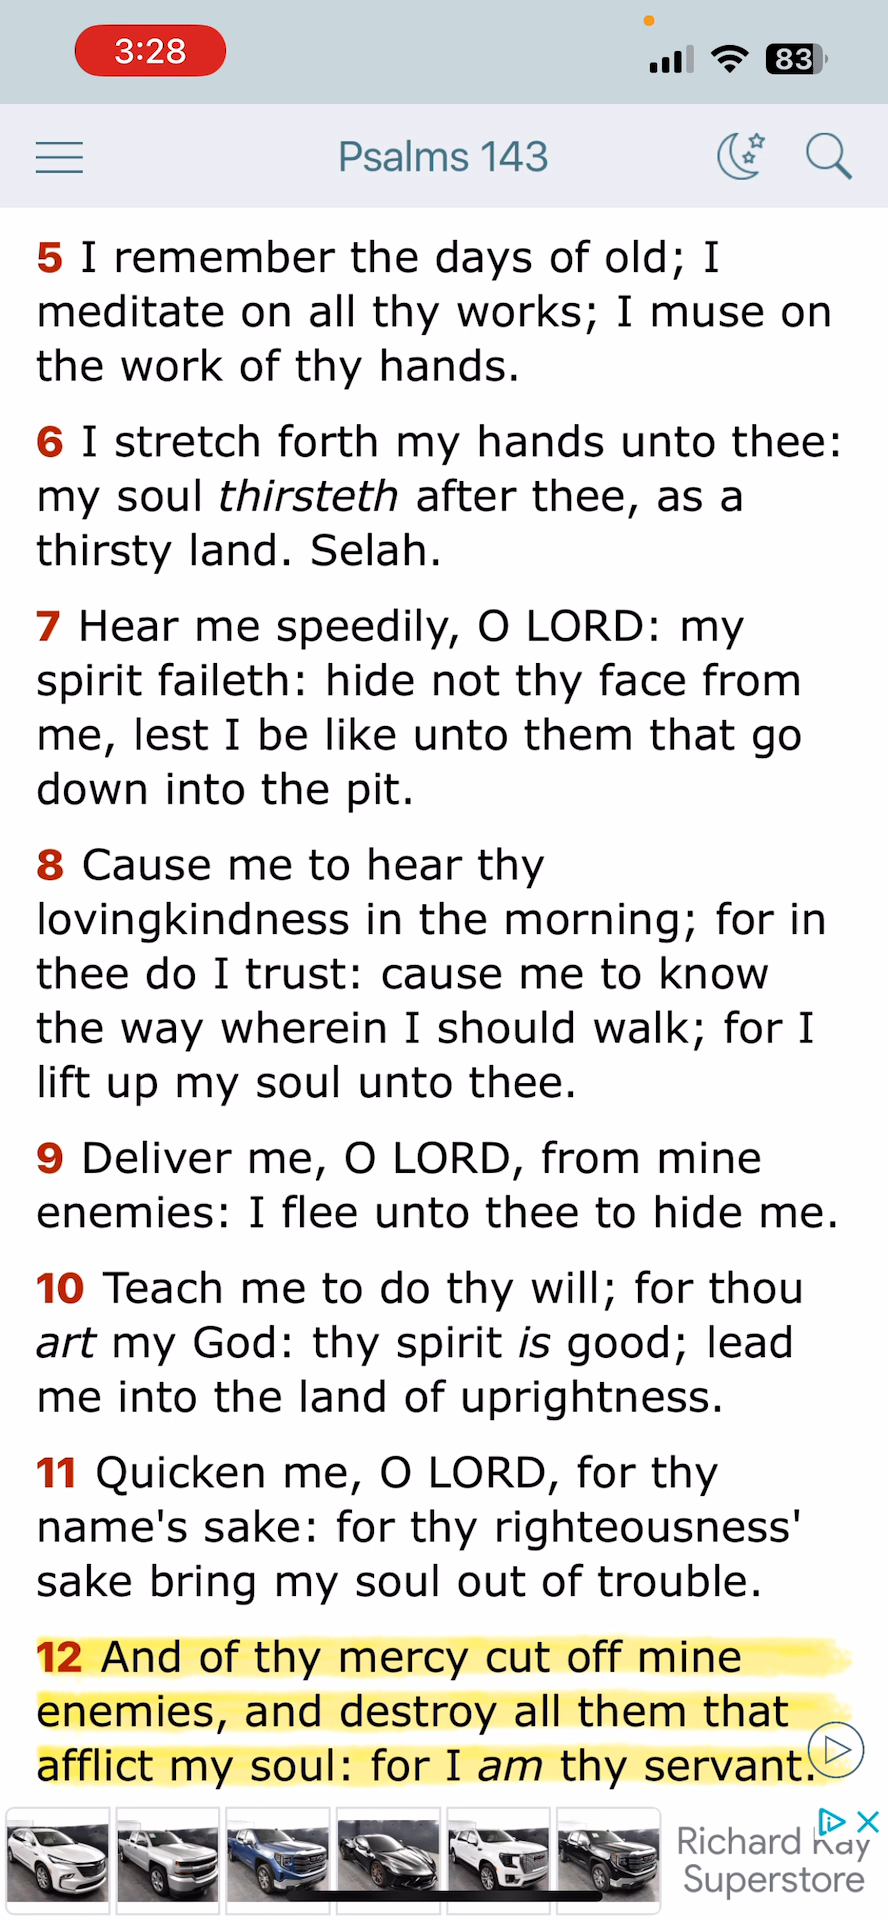 3:28
83
Psalms 143
5 I remember the days of old; I
meditate on all thy works; I muse on
the work of thy hands.
6 I stretch forth my hands unto thee:
my soul thirsteth after thee, as a
thirsty land. Selah.
7 Hear me speedily, O LORD: my
spirit faileth: hide not thy face from
me, lest I be like unto them that go
down into the pit.
8 Cause me to hear thy
lovingkindness in the morning; for in
thee do I trust: cause me to know
the way wherein I should walk; for I
lift up my soul unto thee.
9 Deliver me, O LORD, from mine
enemies: I flee unto thee to hide me.
10 Teach me to do thy will; for thou
art my God: thy spirit is good; lead
me into the land of uprightness.
11 Quicken me, O LORD, for thy
name's sake: for thy righteousness'
sake bring my soul out of trouble.
12 And of thy mercy cut off mine
enemies, and destroy all them that
afflict my soul: for I am thy servant.
Richard Kay
Superstore